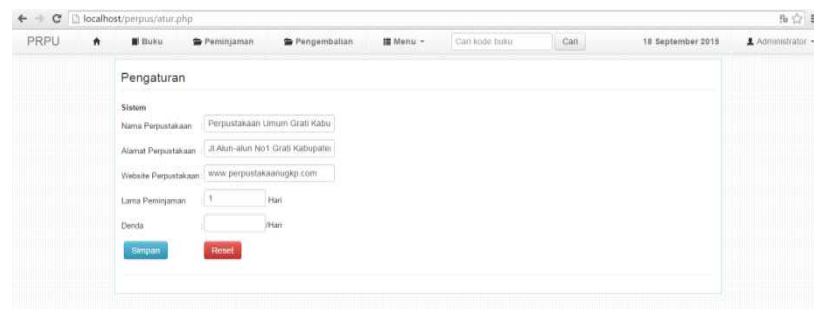 localhost/perpus/atur.php
PRPU Buku Peminjaman Pengembalian Menu Cari kode buku Cari 18 September 2015 Administrator
Pengaturan
Sistem
Nama Perpustakaan : Perpustakaan Umum Grati Kabu
Alamat Perpustakaan : Jl.Alun-alun No1 Grati Kabupate
Website Perpustakaan : www.perpustakaanugkp.com
Lama Peminjaman : 1 Hari
Denda : /Hari
Simpan Reset